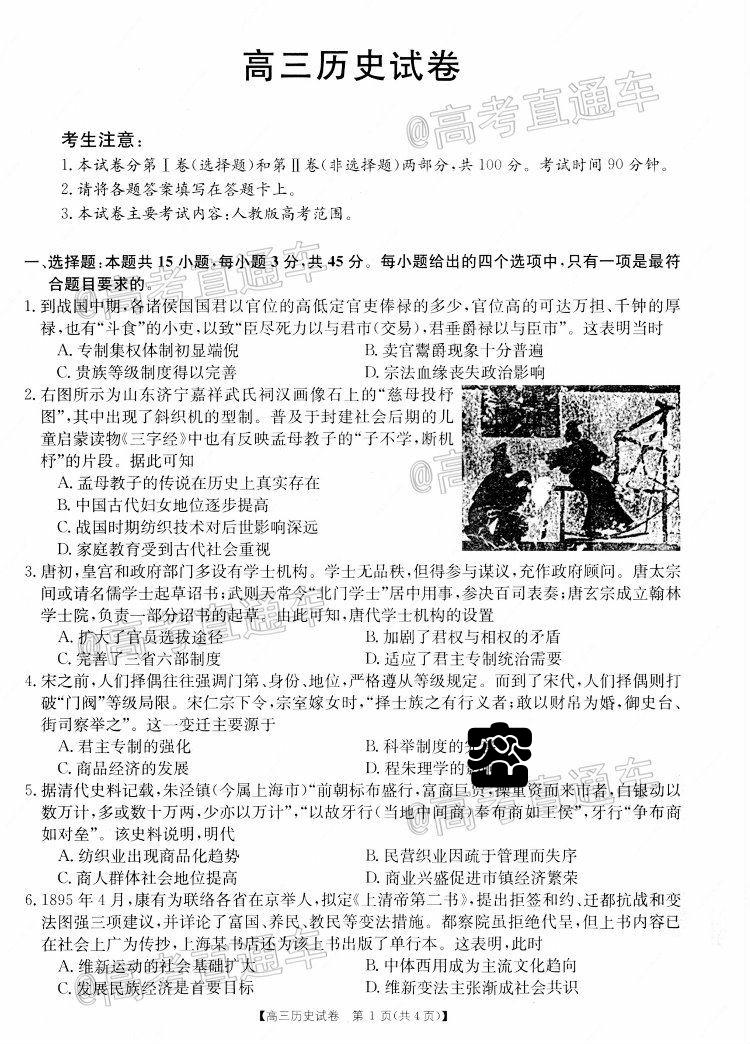 高三历史试卷
@高考直通车
考生注意:
1.本试卷分第Ⅰ卷(选择题)和第Ⅱ卷(非选择题)两部分,共100分。考试时间90分钟。
2.请将各题答案填写在答题卡上。
3.本试卷主要考试内容:人教版高考范围。
@高考直通车
一、选择题:本题共15小题,每小题3分,共45分。每小题给出的四个选项中,只有一项是最符
合题目要求的。
1.到战国中期,各诸侯国国君以官位的高低定官吏俸禄的多少,官位高的可达万担、千钟的厚
禄,也有“斗食”的小吏,以致“臣尽死力以与君市(交易),君垂爵禄以与臣市”。这表明当时
A.专制集权体制初显端倪 B.卖官鬻爵现象十分普遍
C.贵族等级制度得以完善 D.宗法血缘丧失政治影响
2.右图所示为山东济宁嘉祥武氏祠汉画像石上的“慈母投杼
图”,其中出现了斜织机的型制。普及于封建社会后期的儿
童启蒙读物《三字经》中也有反映孟母教子的“子不学,断机
杼”的片段。据此可知
A.孟母教子的传说在历史上真实存在
B.中国古代妇女地位逐步提高
C.战国时期纺织技术对后世影响深远
D.家庭教育受到古代社会重视
@高考直通车
3.唐初,皇宫和政府部门多设有学士机构。学士无品秩,但得参与谋议,充作政府顾问。唐太宗
间或请名儒学士起草诏书;武则天常令“北门学士”居中用事,参决百司表奏;唐玄宗成立翰林
学士院,负责一部分诏书的起草。由此可知,唐代学士机构的设置
A.扩大了官员选拔途径 B.加剧了君权与相权的矛盾
C.完善了三省六部制度 D.适应了君主专制统治需要
@高考直通车
4.宋之前,人们择偶往往强调门第、身份、地位,严格遵从等级规定。而到了宋代,人们择偶则打
破“门阀”等级局限。宋仁宗下令,宗室嫁女时,“择士族之有行义者;敢以财帛为婚,御史台、
街司察举之”。这一变迁主要源于
A.君主专制的强化 B.科举制度的
C.商品经济的发展 D.程朱理学的
5.据清代史料记载,朱泾镇(今属上海市)“前朝标布盛行,富商巨贾,操重资而来市者,白银动以
数万计,多或数十万两,少亦以万计”,“以故牙行(当地中间商)奉布商如王侯”,牙行“争布商
如对垒”。该史料说明,明代
A.纺织业出现商品化趋势 B.民营织业因疏于管理而失序
C.商人群体社会地位提高 D.商业兴盛促进市镇经济繁荣
@高考直通车
6.1895年4月,康有为联络各省在京举人,拟定《上清帝第二书》,提出拒签和约、迁都抗战和变
法图强三项建议,并详论了富国、养民、教民等变法措施。都察院虽拒绝代呈,但上书内容已
在社会上广为传抄,上海某书店还为该上书出版了单行本。这表明,此时
A.维新运动的社会基础扩大 B.中体西用成为主流文化趋向
C.发展民族经济是首要目标 D.维新变法主张渐成社会共识
@高考直通车
【高三历史试卷 第1页(共4页)】